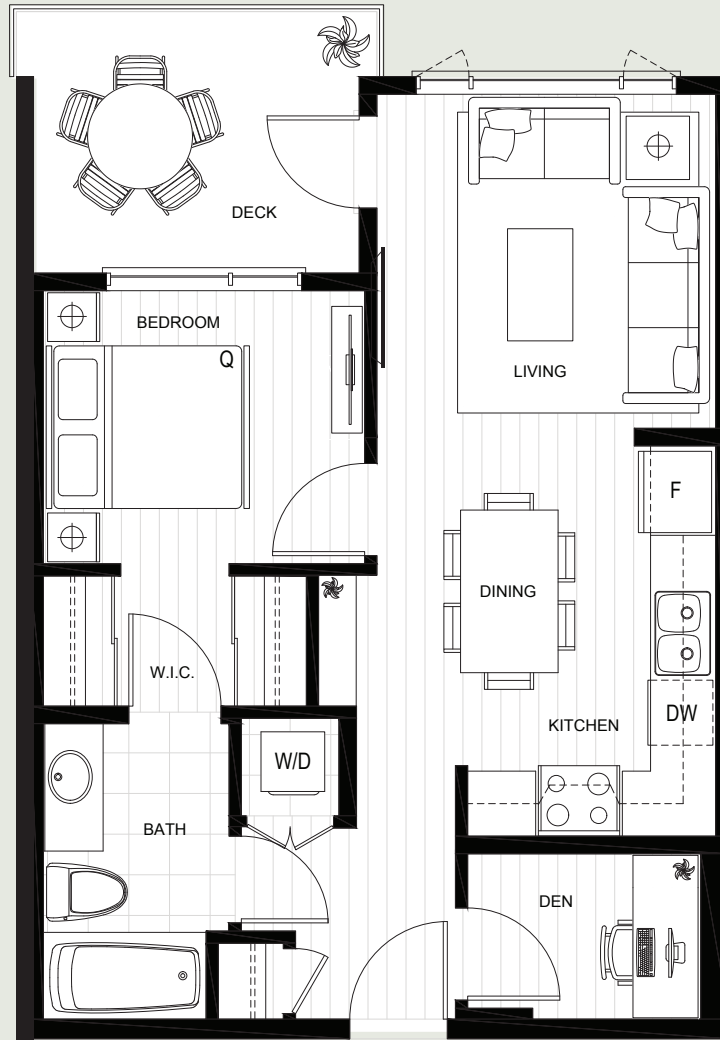 DECK
BEDROOM
Q
LIVING
F
DINING
W.I.C.
DW
KITCHEN
W/D
BATH
DEN